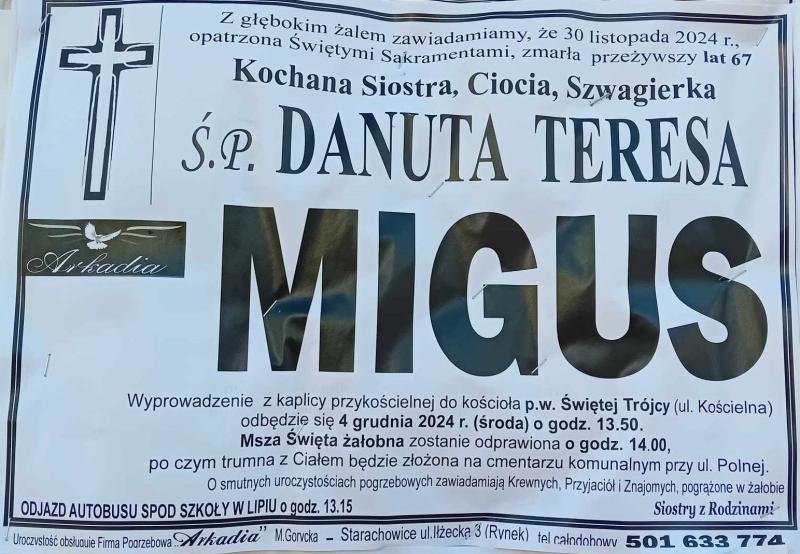 Z głębokim żalem zawiadamiamy, że 30 listopada 2024 r.,
opatrzona Świętymi Sakramentami, zmarła przeżywszy lat 67
Kochana Siostra, Ciocia, Szwagierka
Ś.P. DANUTA TERESA
MIGUS
Arkadia
Wyprowadzenie z kaplicy przykościelnej do kościoła p.w. Świętej Trójcy (ul. Kościelna)
odbędzie się 4 grudnia 2024 r. (środa) o godz. 13.50.
Msza Święta żałobna zostanie odprawiona o godz. 14.00,
po czym trumna z Ciałem będzie złożona na cmentarzu komunalnym przy ul. Polnej.
O smutnych uroczystościach pogrzebowych zawiadamiają Krewnych, Przyjaciół i Znajomych, pogrążone w żałobie
Siostry z Rodzinami
ODJAZD AUTOBUSU SPOD SZKOŁY W LIPIU o godz. 13.15
Uroczystość obsługuje Firma Pogrzebowa "Arkadia" M.Gorycka – Starachowice ul.Iłżecka 3 (Rynek) tel.całodobowy 501 633 774